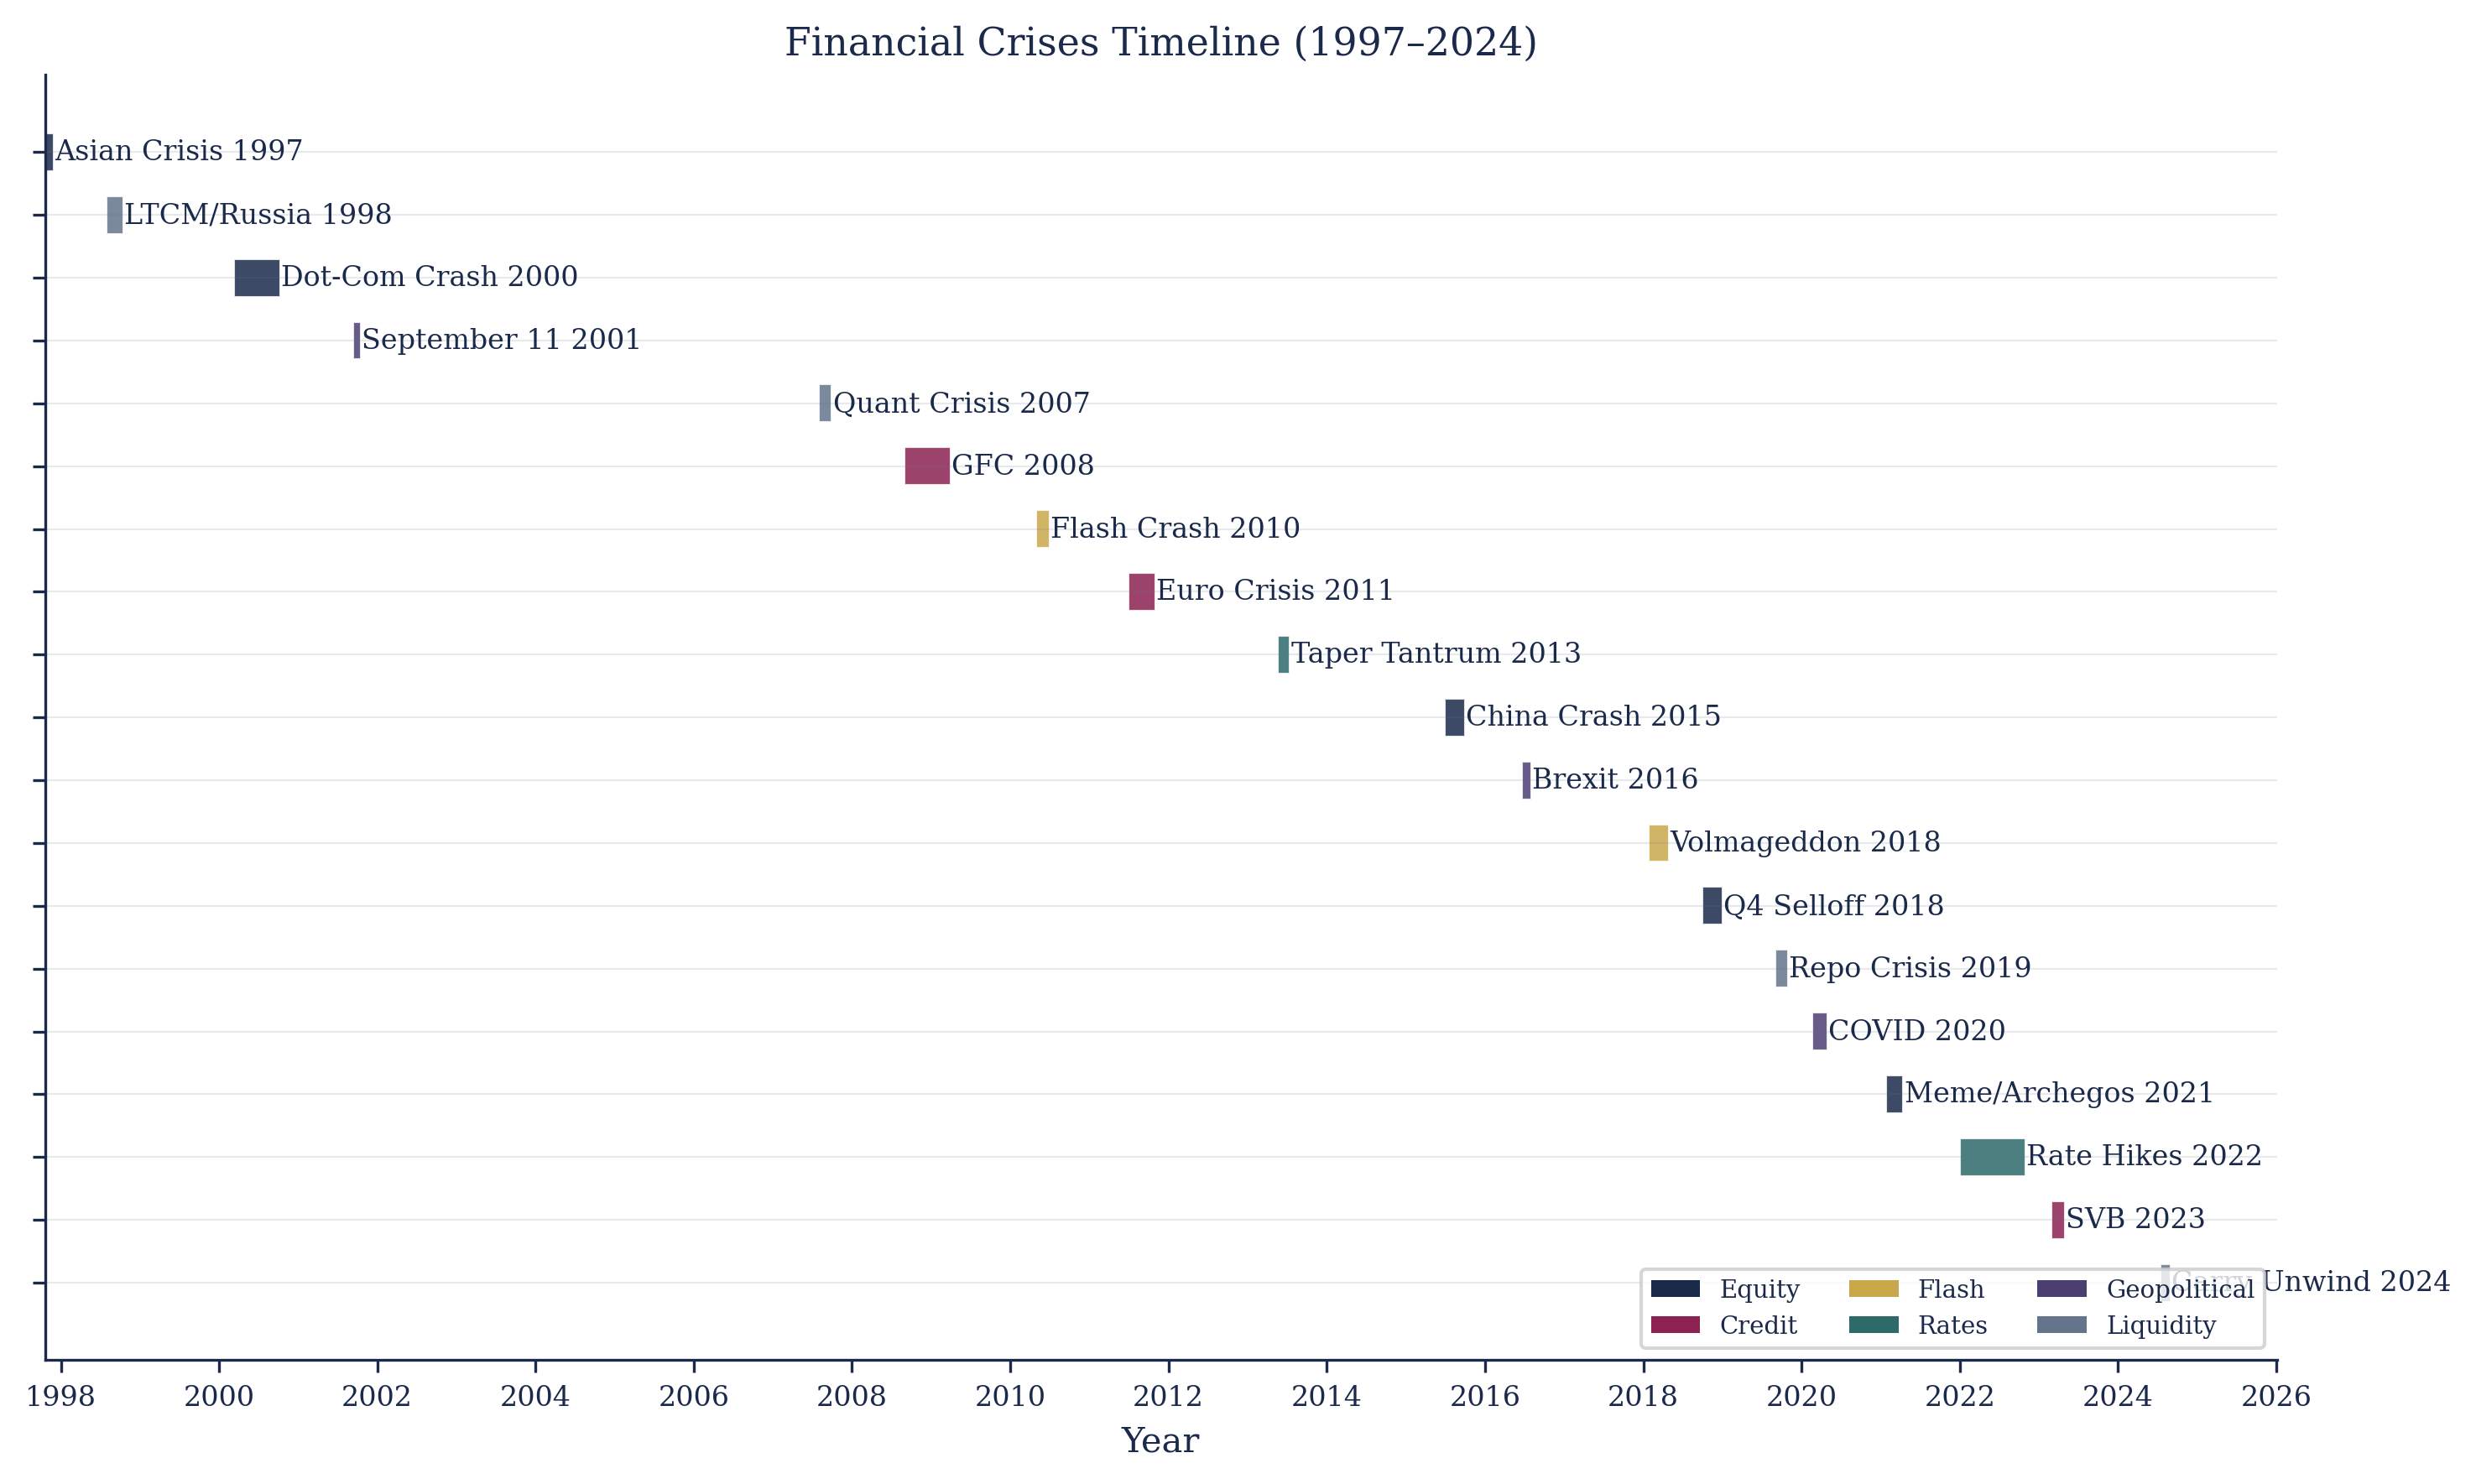 Financial Crises Timeline (1997–2024)
Asian Crisis 1997
LTCM/Russia 1998
Dot-Com Crash 2000
September 11 2001
Quant Crisis 2007
GFC 2008
Flash Crash 2010
Euro Crisis 2011
Taper Tantrum 2013
China Crash 2015
Brexit 2016
Volmageddon 2018
Q4 Selloff 2018
Repo Crisis 2019
COVID 2020
Meme/Archegos 2021
Rate Hikes 2022
SVB 2023
Carry Unwind 2024
Equity Flash Geopolitical
Credit Rates Liquidity
1998 2000 2002 2004 2006 2008 2010 2012 2014 2016 2018 2020 2022 2024 2026
Year